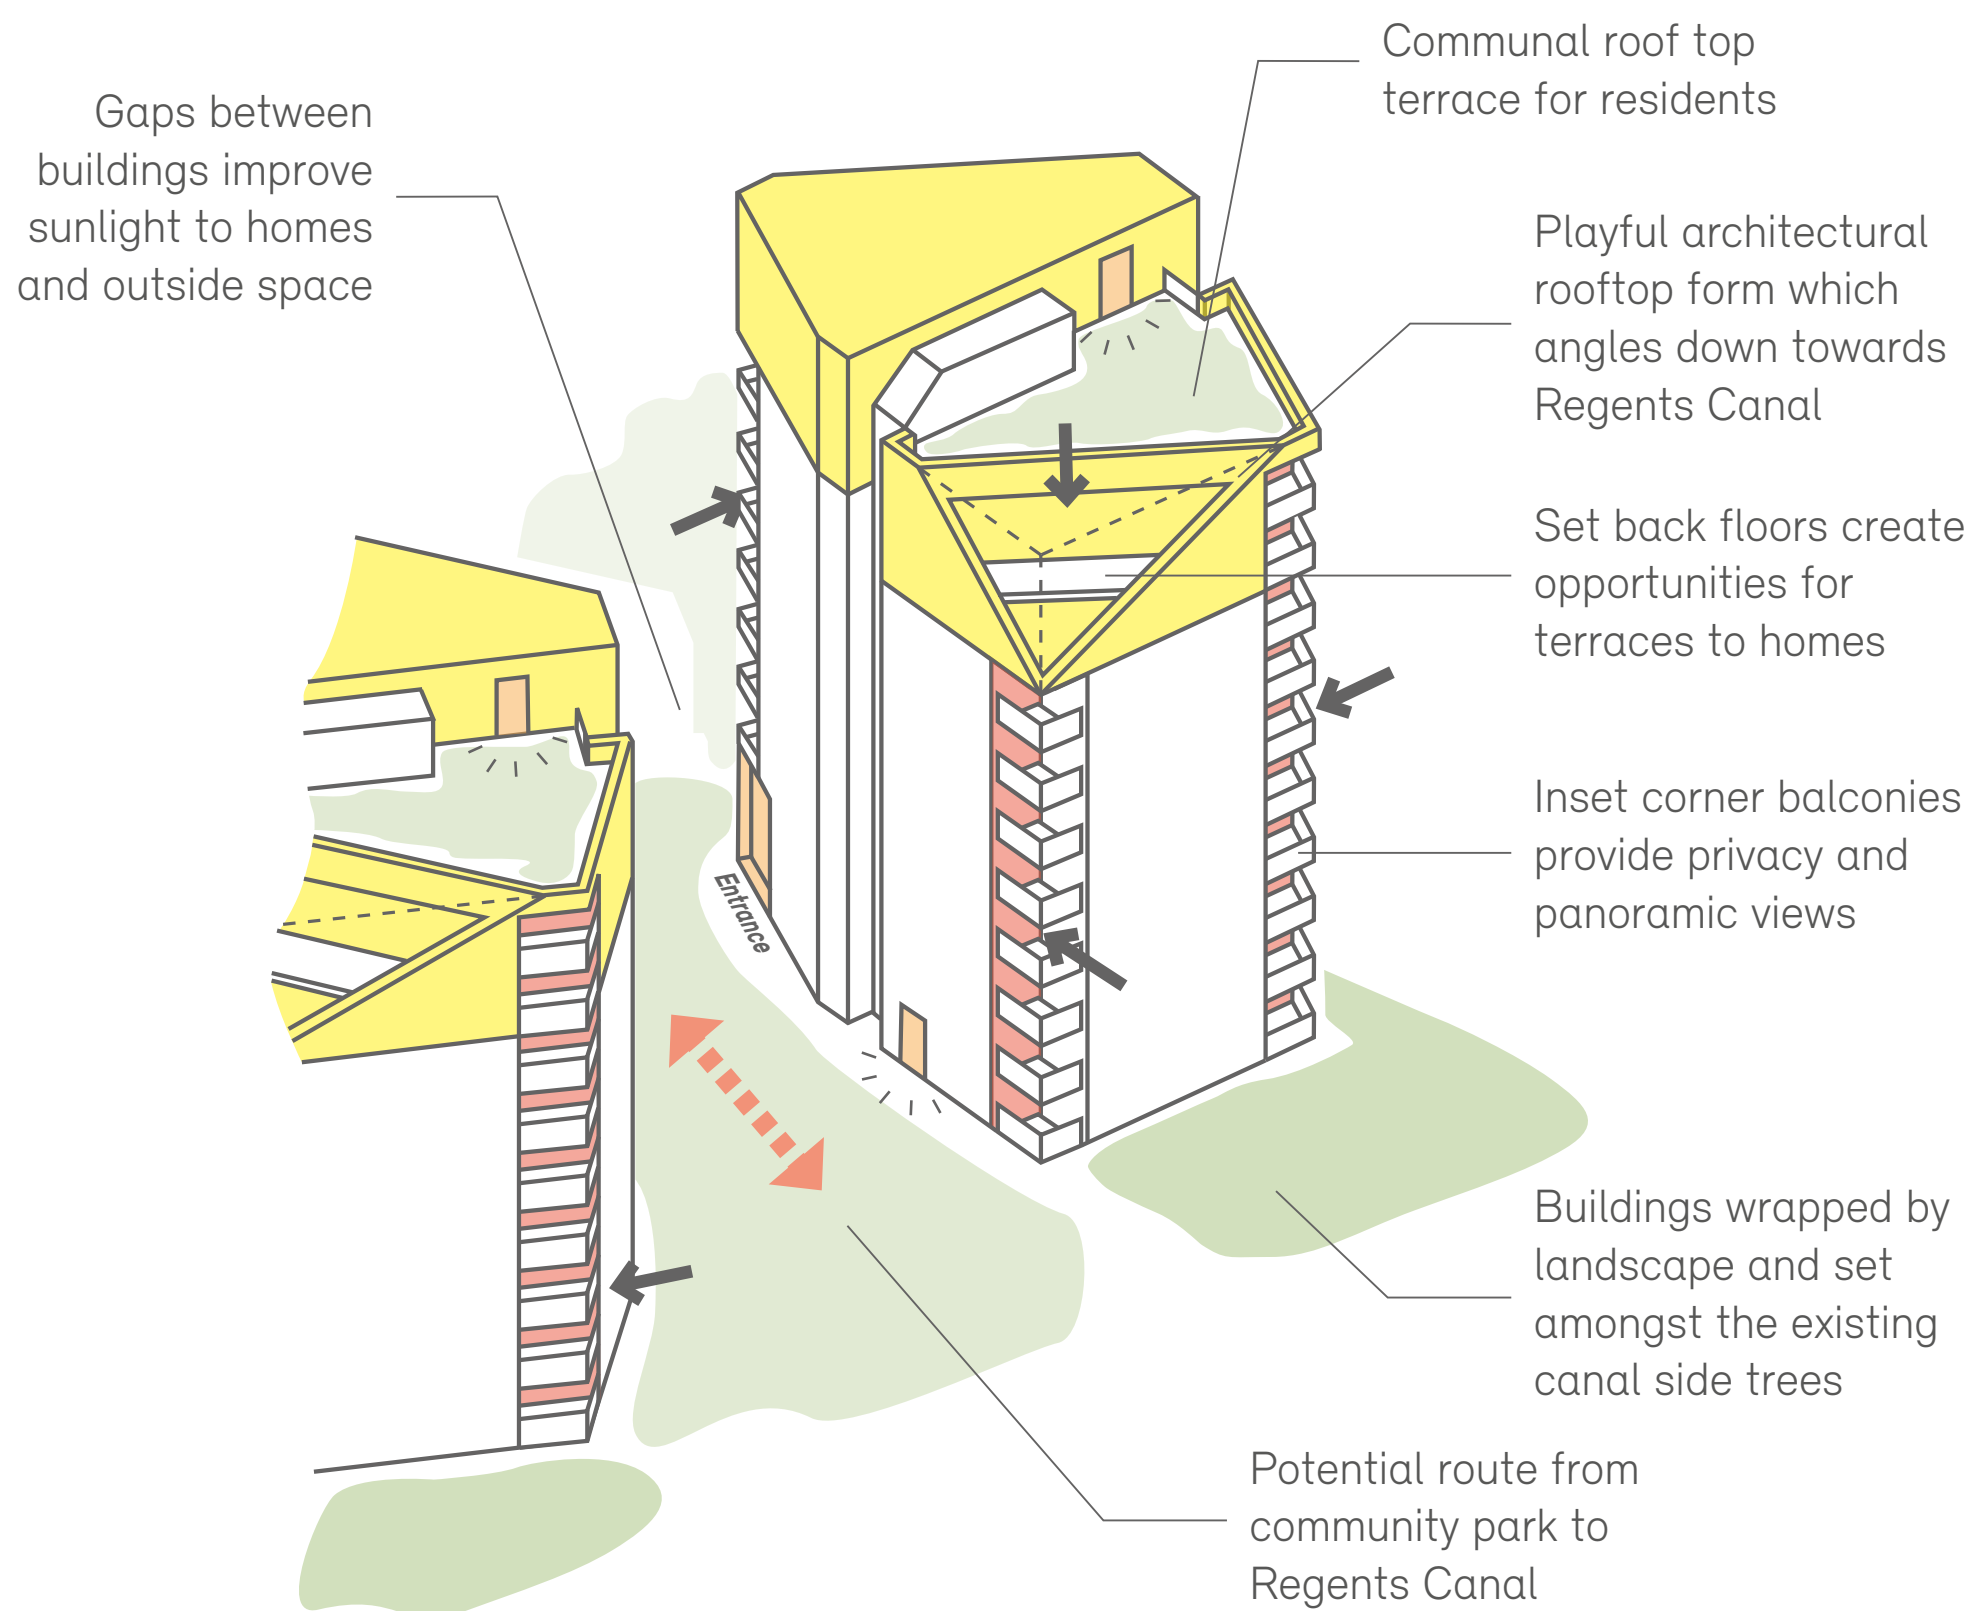 Communal roof top
terrace for residents
Gaps between
buildings improve
sunlight to homes
and outside space
Playful architectural
rooftop form which
angles down towards
Regents Canal
Set back floors create
opportunities for
terraces to homes
Inset corner balconies
provide privacy and
panoramic views
Entrance
Buildings wrapped by
landscape and set
amongst the existing
canal side trees
Potential route from
community park to
Regents Canal